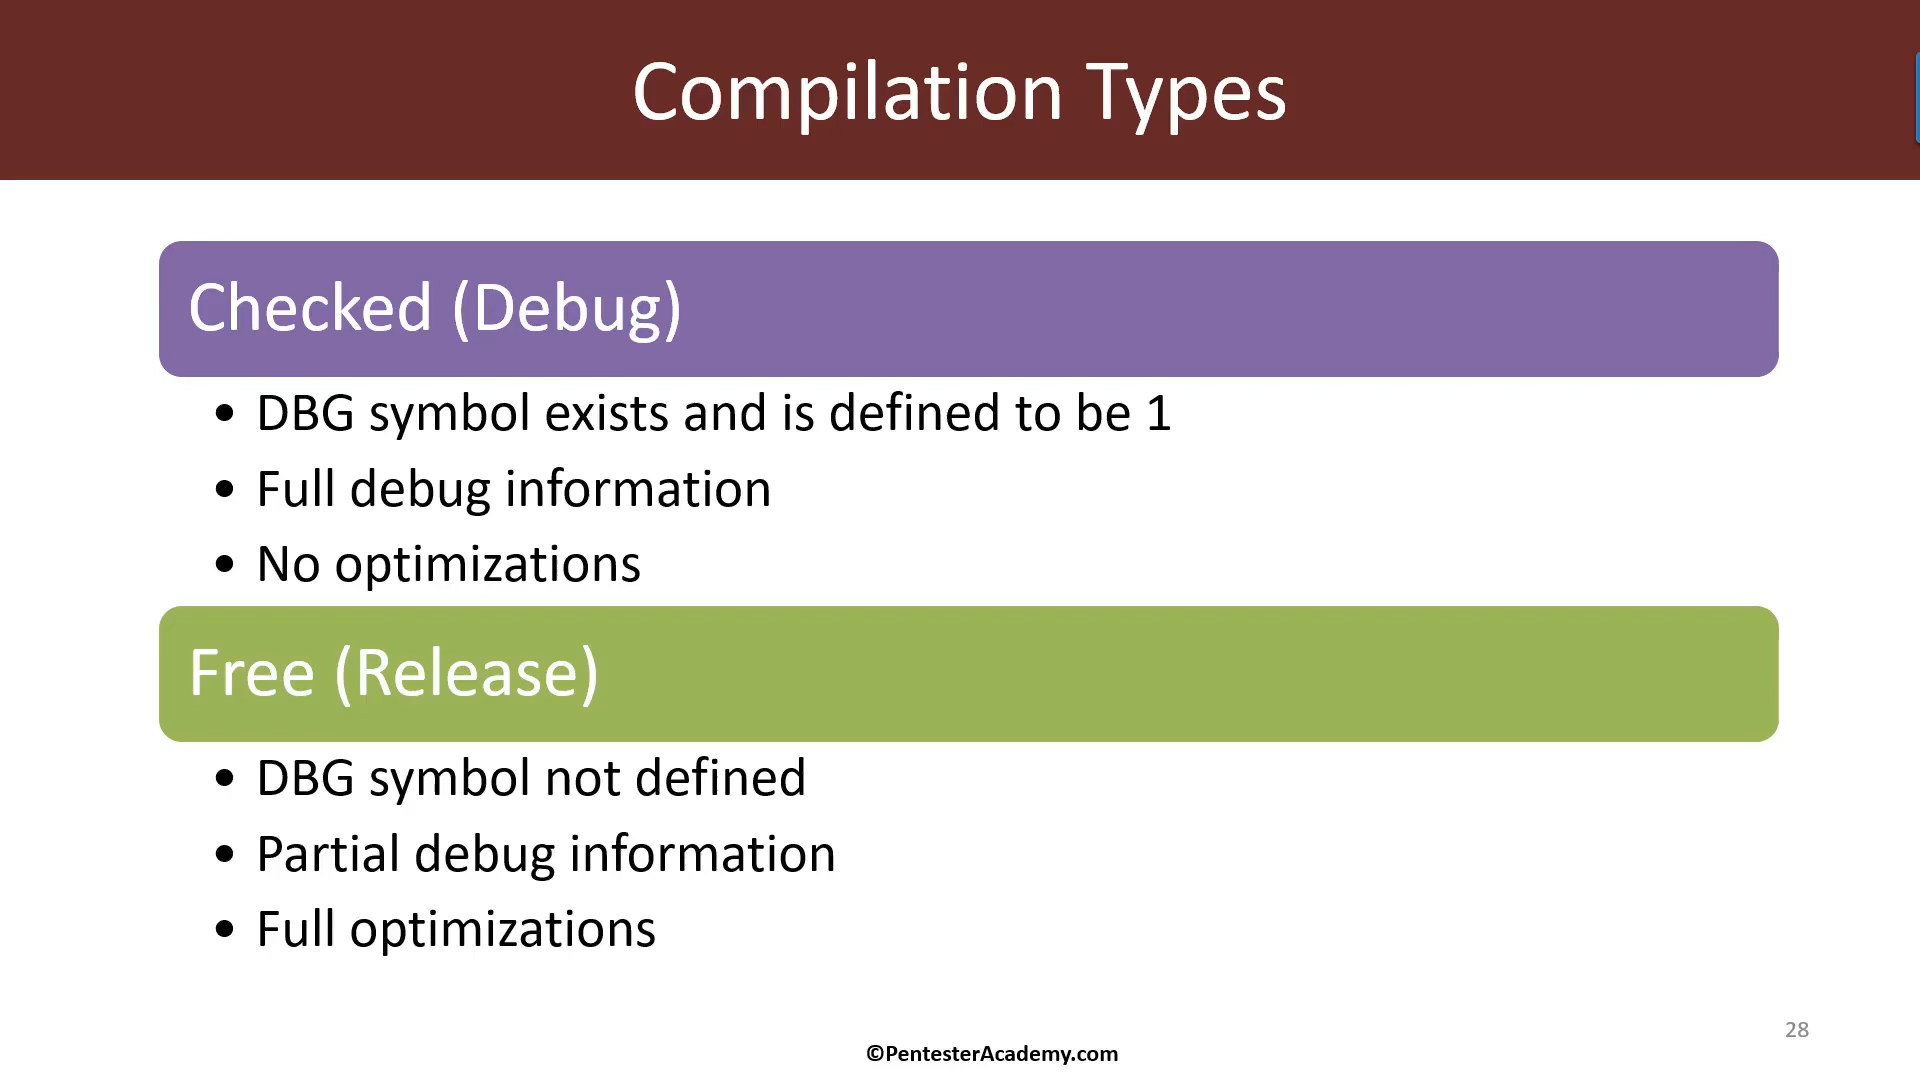 Compilation Types
Checked (Debug)
• DBG symbol exists and is defined to be 1
• Full debug information
• No optimizations
Free (Release)
• DBG symbol not defined
• Partial debug information
• Full optimizations
28
©PentesterAcademy.com